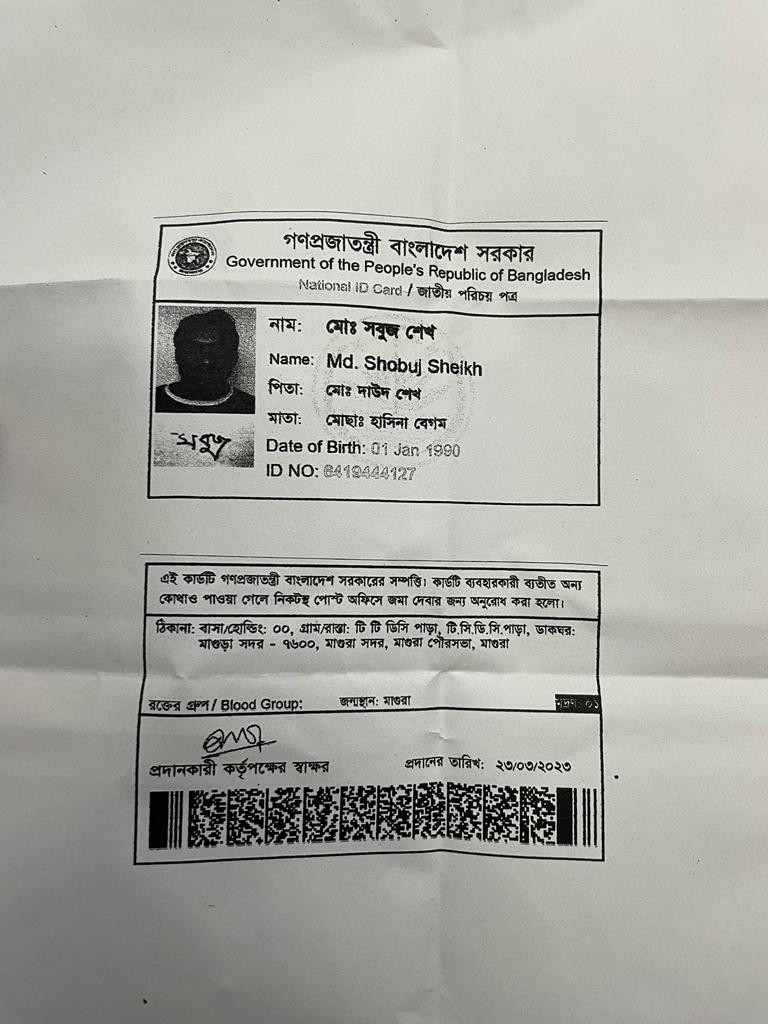 গণপ্রজাতন্ত্রী বাংলাদেশ সরকার
Government of the People's Republic of Bangladesh
National ID Card / জাতীয় পরিচয় পত্র
নাম: মোঃ সবুজ শেখ
Name: Md. Shobuj Sheikh
পিতা: মোঃ দাউদ শেখ
মাতা: মোছাঃ হাসিনা বেগম
Date of Birth: 01 Jan 1990
ID NO: 6419444127
সবুজ
এই কার্ডটি গণপ্রজাতন্ত্রী বাংলাদেশ সরকারের সম্পত্তি। কার্ডটি ব্যবহারকারী ব্যতীত অন্য
কোথাও পাওয়া গেলে নিকটস্থ পোস্ট অফিসে জমা দেবার জন্য অনুরোধ করা হলো।
ঠিকানা: বাসা/হোল্ডিং: ০০, গ্রাম/রাস্তা: টি টি ডিসি পাড়া, টি.সি.ডি.সি.পাড়া, ডাকঘর:
মাগুড়া সদর - ৭৬০০, মাগুরা সদর, মাগুরা পৌরসভা, মাগুরা
রক্তের গ্রুপ / Blood Group: জন্মস্থান: মাগুরা মুদ্রণ: ০১
প্রদানকারী কর্তৃপক্ষের স্বাক্ষর প্রদানের তারিখ: ২৩/০৩/২০২৩